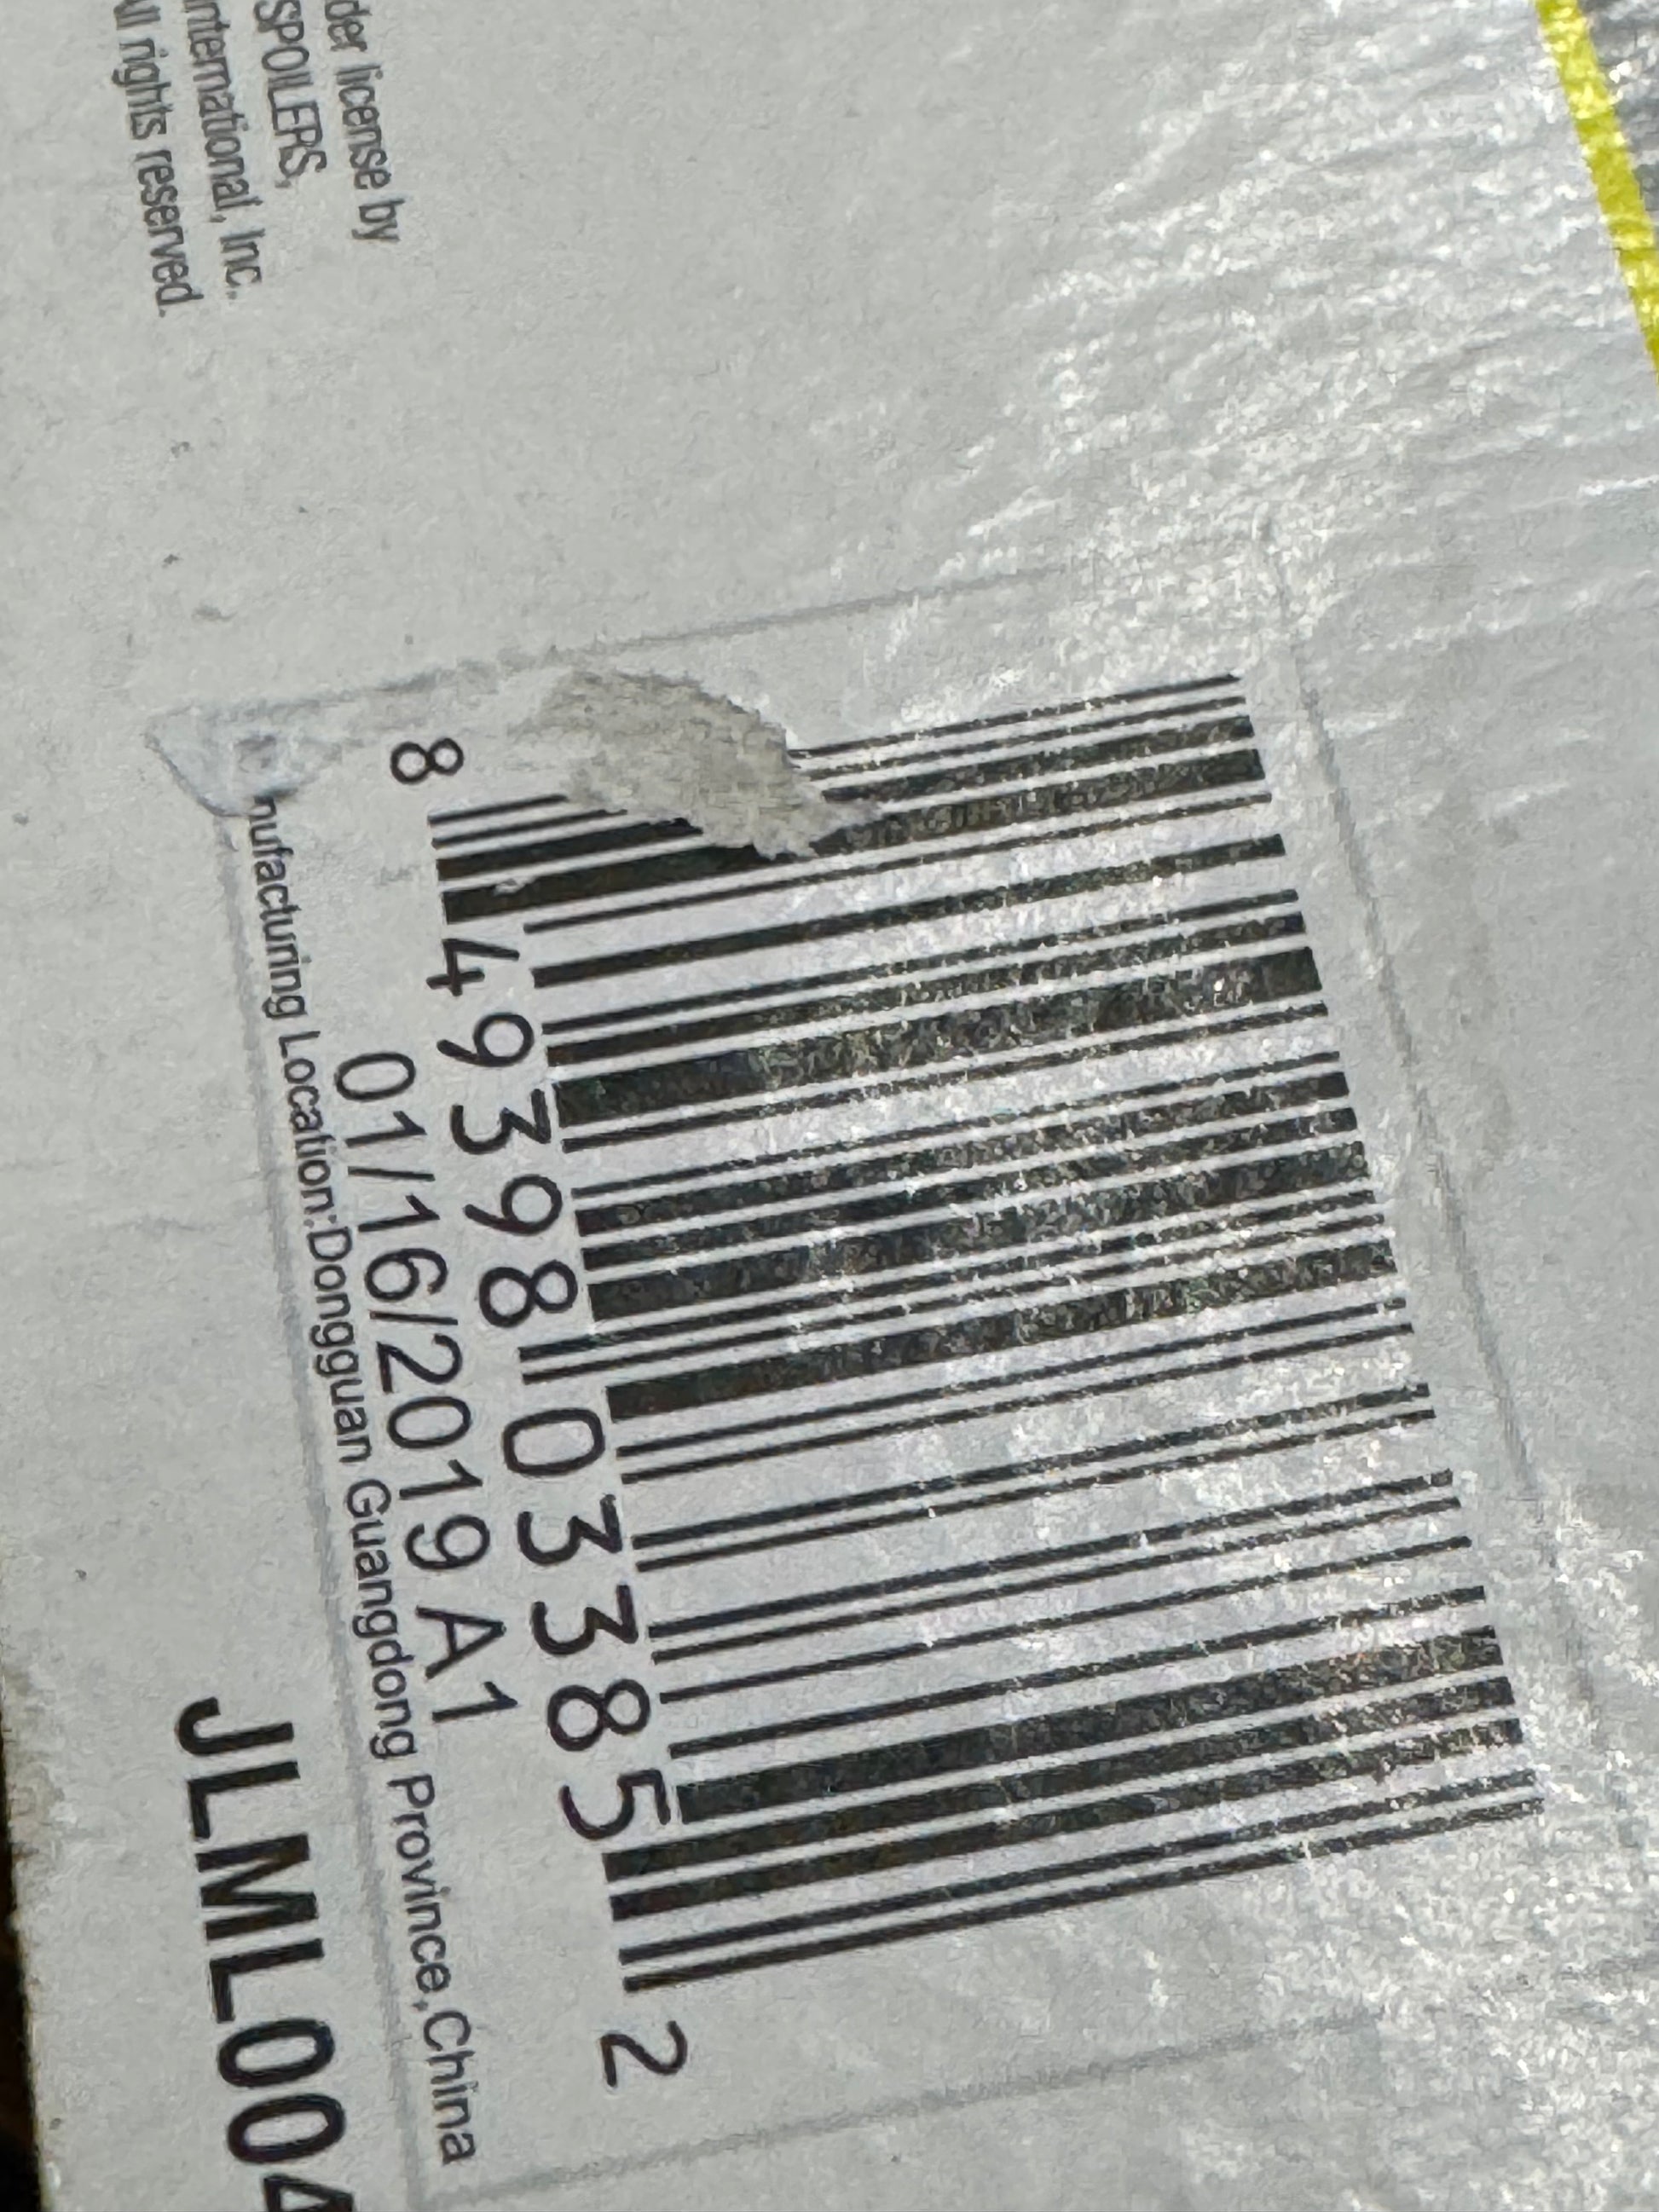 der license by
SPOILERS,
nternational, Inc.
ll rights reserved.
8 49398 03385 2
01/16/2019 A1
nufacturing Location:Dongguan Guangdong Province,China
JLML004